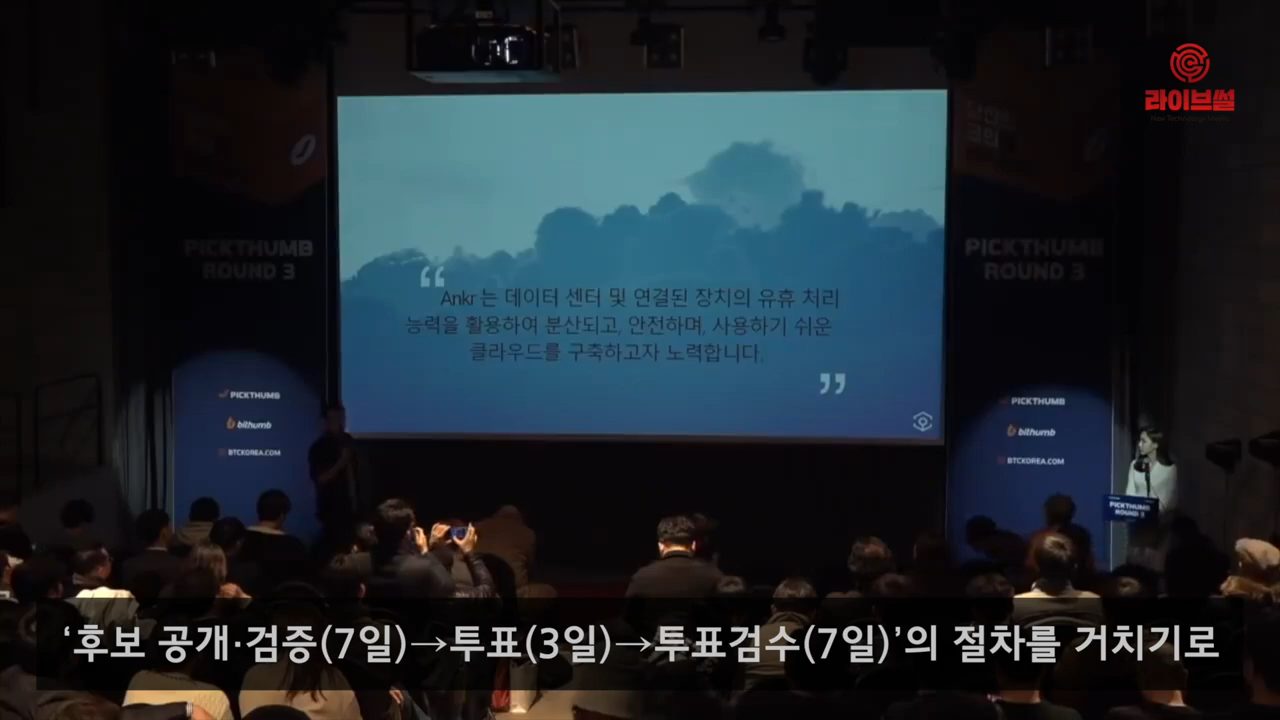 라이브썰
PICKTHUMB
ROUND 3
PICKTHUMB
ROUND 3
“
Ankr는 데이터 센터 및 연결된 장치의 유휴 처리
능력을 활용하여 분산되고, 안전하며, 사용하기 쉬운
클라우드를 구축하고자 노력합니다.
”
PICKTHUMB
bithumb
BTCKOREA.COM
PICKTHUMB
bithumb
BTCKOREA.COM
PICKTHUMB
ROUND 3
‘후보 공개·검증(7일)→투표(3일)→투표검수(7일)’의 절차를 거치기로